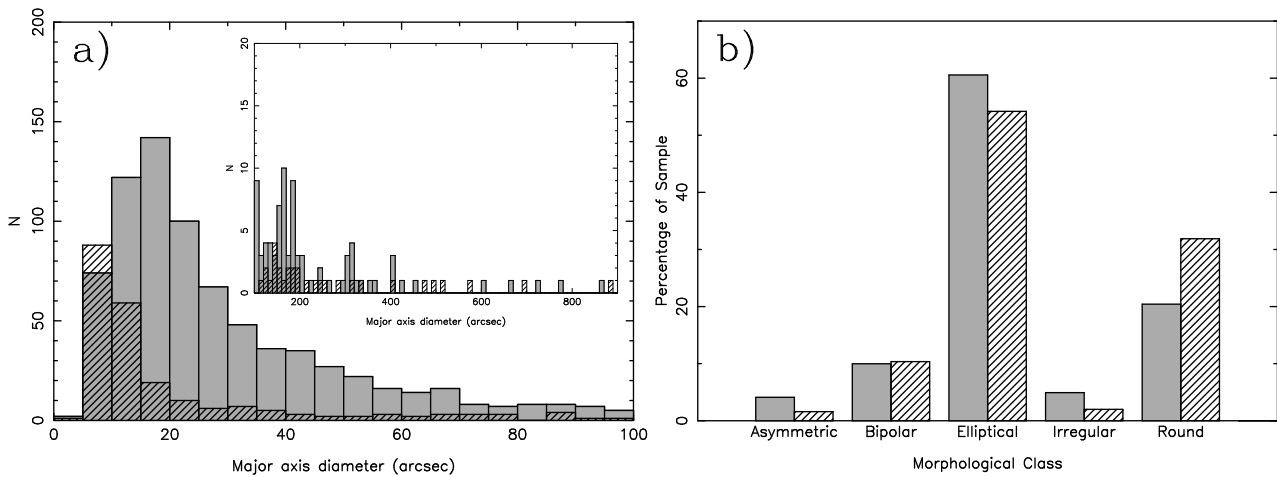 a)
200
150
100
50
0
N
0 20 40 60 80 100
Major axis diameter (arcsec)
20
15
10
5
0
N
200 400 600 800
Major axis diameter (arcsec)
b)
60
40
20
0
Percentage of Sample
Asymmetric Bipolar Elliptical Irregular Round
Morphological Class